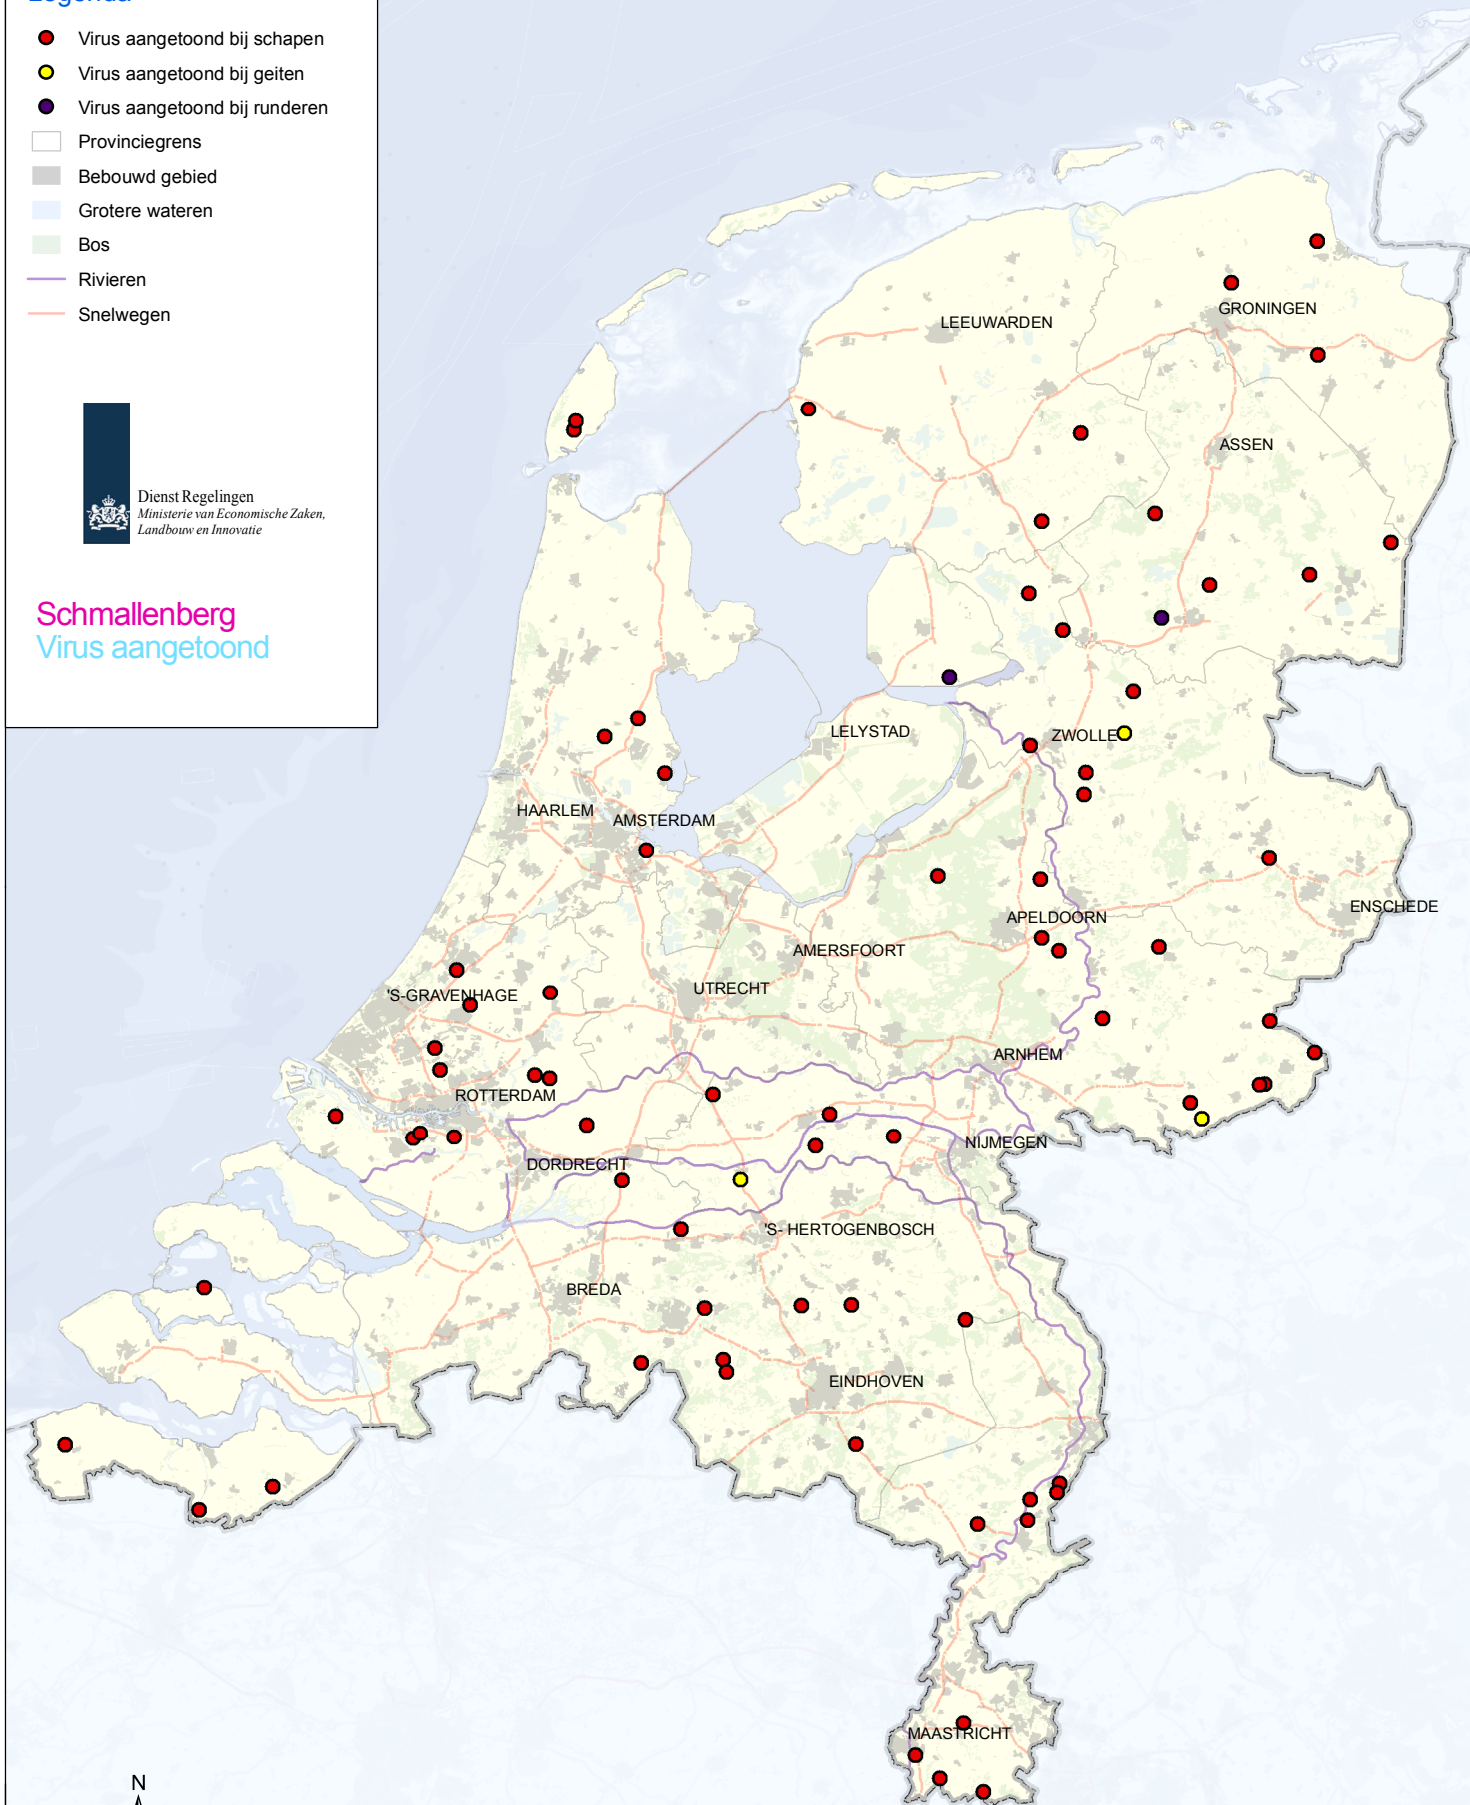 Legenda
Virus aangetoond bij schapen
Virus aangetoond bij geiten
Virus aangetoond bij runderen
Provinciegrens
Bebouwd gebied
Grotere wateren
Bos
Rivieren
Snelwegen
Dienst Regelingen
Ministerie van Economische Zaken,
Landbouw en Innovatie
Schmallenberg
Virus aangetoond
LEEUWARDEN
GRONINGEN
ASSEN
LELYSTAD
ZWOLLE
HAARLEM
AMSTERDAM
ENSCHEDE
APELDOORN
AMERSFOORT
'S-GRAVENHAGE
UTRECHT
ARNHEM
ROTTERDAM
NIJMEGEN
DORDRECHT
'S- HERTOGENBOSCH
BREDA
EINDHOVEN
MAASTRICHT
N